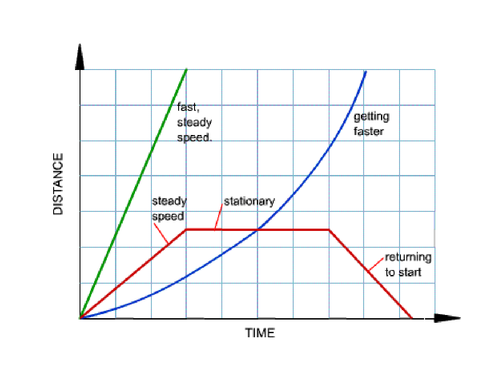 fast,
steady
speed.
getting
faster
DISTANCE
steady
speed
stationary
returning
to start
TIME